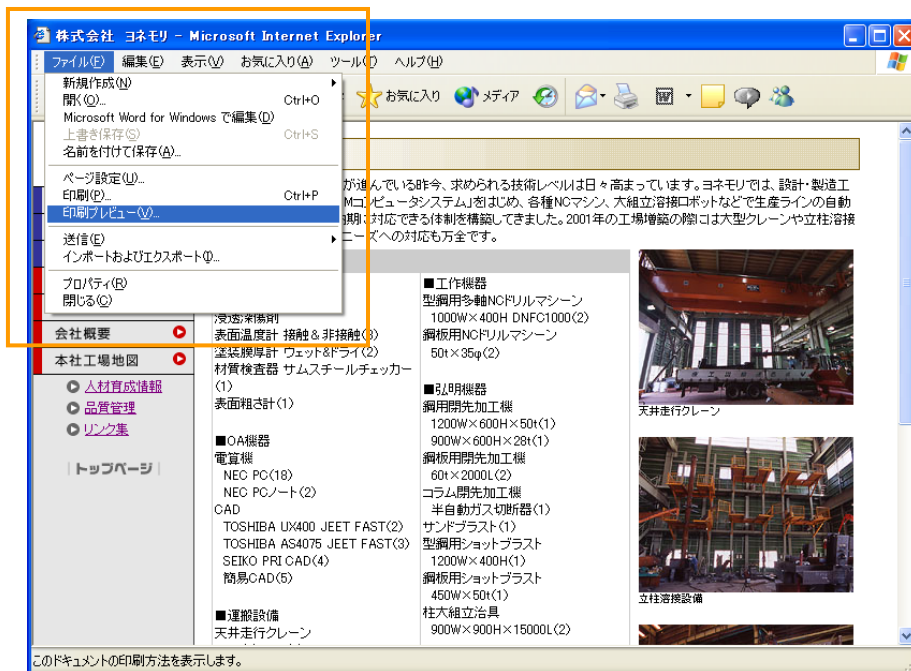 株式会社 ヨネモリ - Microsoft Internet Explorer
ファイル(F) 編集(E) 表示(V) お気に入り(A) ツール(T) ヘルプ(H)
新規作成(N)
開く(O)... Ctrl+O
Microsoft Word for Windows で編集(D)
上書き保存(S) Ctrl+S
名前を付けて保存(A)...
ページ設定(U)...
印刷(P)... Ctrl+P
印刷プレビュー(V)...
送信(E)
インポートおよびエクスポート(I)...
プロパティ(R)
閉じる(C)
お気に入り メディア
が進んでいる昨今、求められる技術レベルは日々高まっています。ヨネモリでは、設計・製造工
Mコンピュータシステム」をはじめ、各種NCマシン、大組立溶接ロボットなどで生産ラインの自動
期に対応できる体制を構築してきました。2001年の工場増築の際には大型クレーンや立柱溶接
ニーズへの対応も万全です。
会社概要
本社工場地図
人材育成情報
品質管理
リンク集
トップページ
浸透深傷剤
表面温度計 接触&非接触(3)
塗装膜厚計 ウェット&ドライ(2)
材質検査器 サムスチールチェッカー
(1)
表面粗さ計(1)
■OA機器
電算機
NEC PC(18)
NEC PCノート(2)
CAD
TOSHIBA UX400 JEET FAST(2)
TOSHIBA AS4075 JEET FAST(3)
SEIKO PRI CAD(4)
簡易CAD(5)
■運搬設備
天井走行クレーン
■工作機器
型鋼用多軸NCドリルマシーン
1000W×400H DNFC1000(2)
鋼板用NCドリルマシーン
50t×35φ(2)
■弘明機器
鋼用開先加工機
1200W×600H×50t(1)
900W×600H×28t(1)
鋼板用開先加工機
60t×2000L(2)
コラム開先加工機
半自動ガス切断器(1)
サンドブラスト(1)
型鋼用ショットブラスト
1200W×400H(1)
鋼板用ショットブラスト
450W×50t(1)
柱大組立治具
900W×900H×15000L(2)
天井走行クレーン
立柱溶接設備
このドキュメントの印刷方法を表示します。